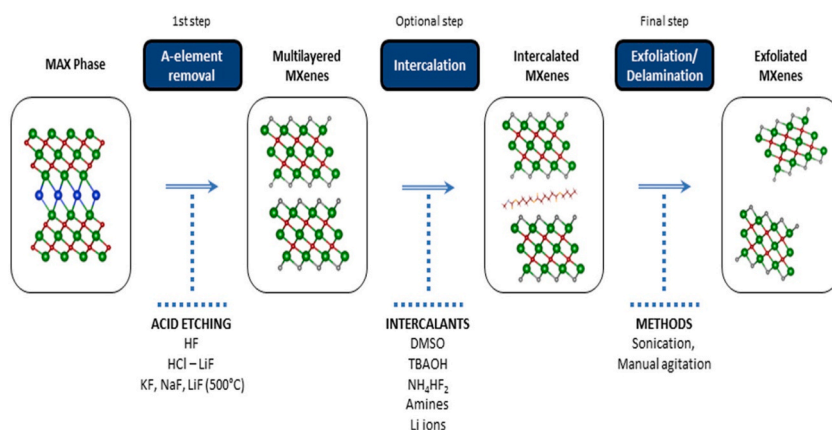 1st step
Optional step
Final step
MAX Phase
A-element
removal
Multilayered
MXenes
Intercalation
Intercalated
MXenes
Exfoliation/
Delamination
Exfoliated
MXenes
ACID ETCHING
HF
HCl – LiF
KF, NaF, LiF (500°C)
INTERCALANTS
DMSO
TBAOH
NH₄HF₂
Amines
Li ions
METHODS
Sonication,
Manual agitation